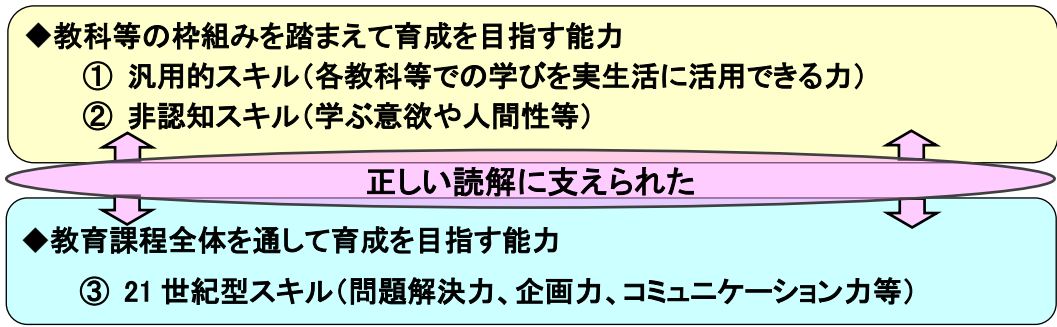 ◆教科等の枠組みを踏まえて育成を目指す能力
① 汎用的スキル（各教科等での学びを実生活に活用できる力）
② 非認知スキル（学ぶ意欲や人間性等）
正しい読解に支えられた
◆教育課程全体を通して育成を目指す能力
③ 21 世紀型スキル（問題解決力、企画力、コミュニケーション力等）